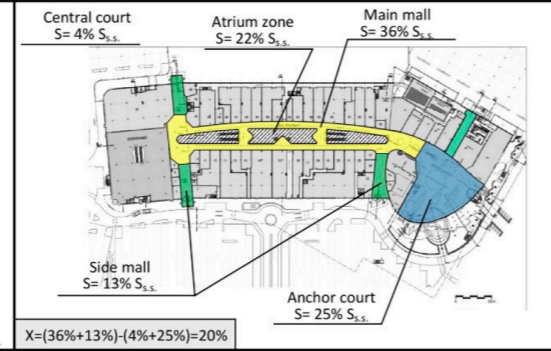 Central court
S= 4% Sₛ.ₛ.
Atrium zone
S= 22% Sₛ.ₛ.
Main mall
S= 36% Sₛ.ₛ.
Side mall
S= 13% Sₛ.ₛ.
Anchor court
S= 25% Sₛ.ₛ.
X=(36%+13%)-(4%+25%)=20%